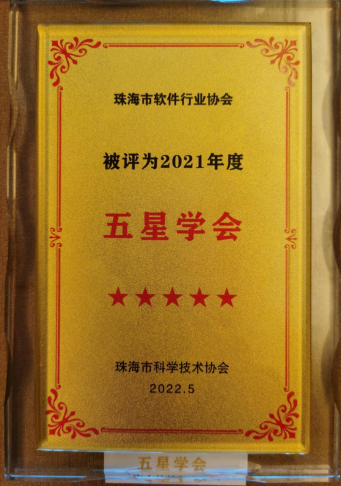 珠海市软件行业协会
被评为2021年度
五星学会
★★★★★
珠海市科学技术协会
2022.5
五星学会